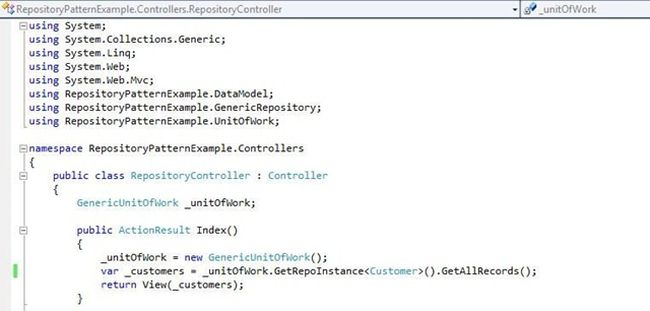 RepositoryPatternExample.Controllers.RepositoryController
_unitOfWork
using System;
using System.Collections.Generic;
using System.Linq;
using System.Web;
using System.Web.Mvc;
using RepositoryPatternExample.DataModel;
using RepositoryPatternExample.GenericRepository;
using RepositoryPatternExample.UnitOfWork;
namespace RepositoryPatternExample.Controllers
{
public class RepositoryController : Controller
{
GenericUnitOfWork _unitOfWork;
public ActionResult Index()
{
_unitOfWork = new GenericUnitOfWork();
var _customers = _unitOfWork.GetRepoInstance<Customer>().GetAllRecords();
return View(_customers);
}